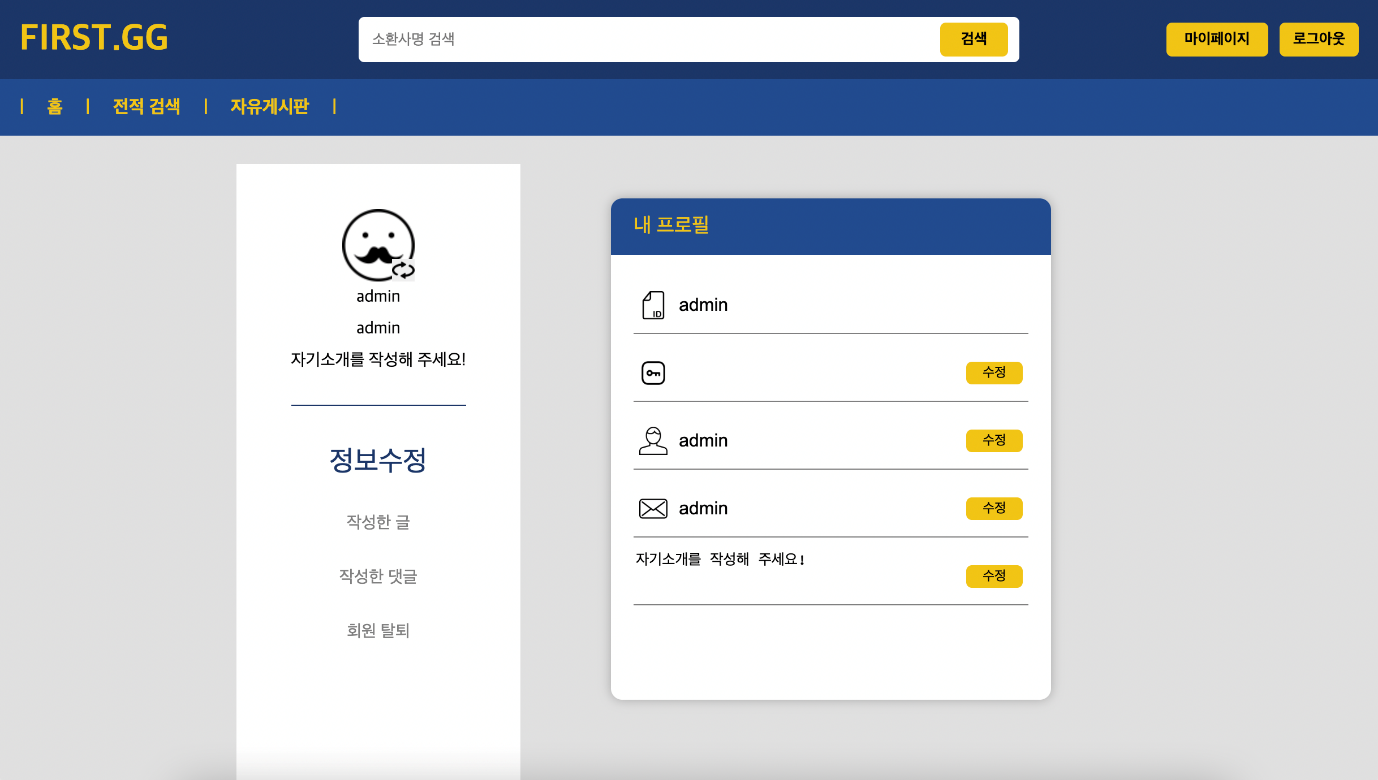 FIRST.GG
소환사명 검색
검색
마이페이지
로그아웃
| 홈 | 전적 검색 | 자유게시판 |
admin
admin
자기소개를 작성해 주세요!
정보수정
작성한 글
작성한 댓글
회원 탈퇴
내 프로필
ID admin
수정
admin 수정
admin 수정
자기소개를 작성해 주세요!
수정